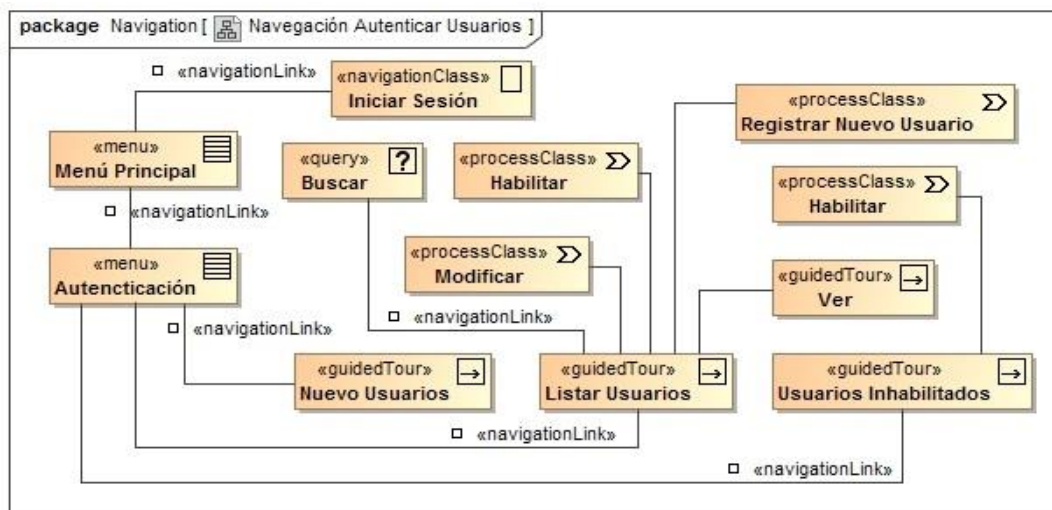 package Navigation [ Navegación Autenticar Usuarios ]
«navigationLink»
«navigationClass»
Iniciar Sesión
«processClass»
Registrar Nuevo Usuario
«menu»
Menú Principal
«query» ?
Buscar
«processClass»
Habilitar
«processClass»
Habilitar
«navigationLink»
«menu»
Autencticación
«processClass»
Modificar
«guidedTour»
Ver
«navigationLink»
«navigationLink»
«guidedTour»
Nuevo Usuarios
«guidedTour»
Listar Usuarios
«guidedTour»
Usuarios Inhabilitados
«navigationLink»
«navigationLink»